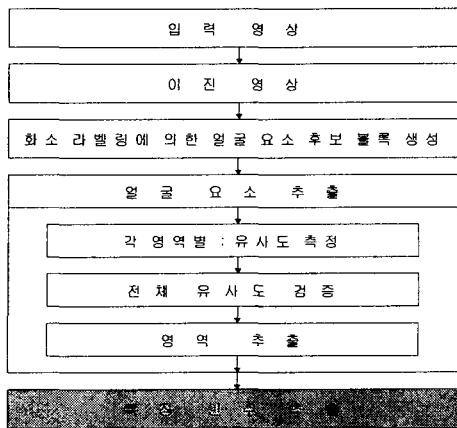 입 력 영 상
이 진 영 상
화 소 라 벨 링 에 의 한 얼 굴 요 소 후 보 블 록 생 성
얼 굴 요 소 추 출
각 영 역 별 : 유 사 도 측 정
전 체 유 사 도 검 증
영 역 추 출